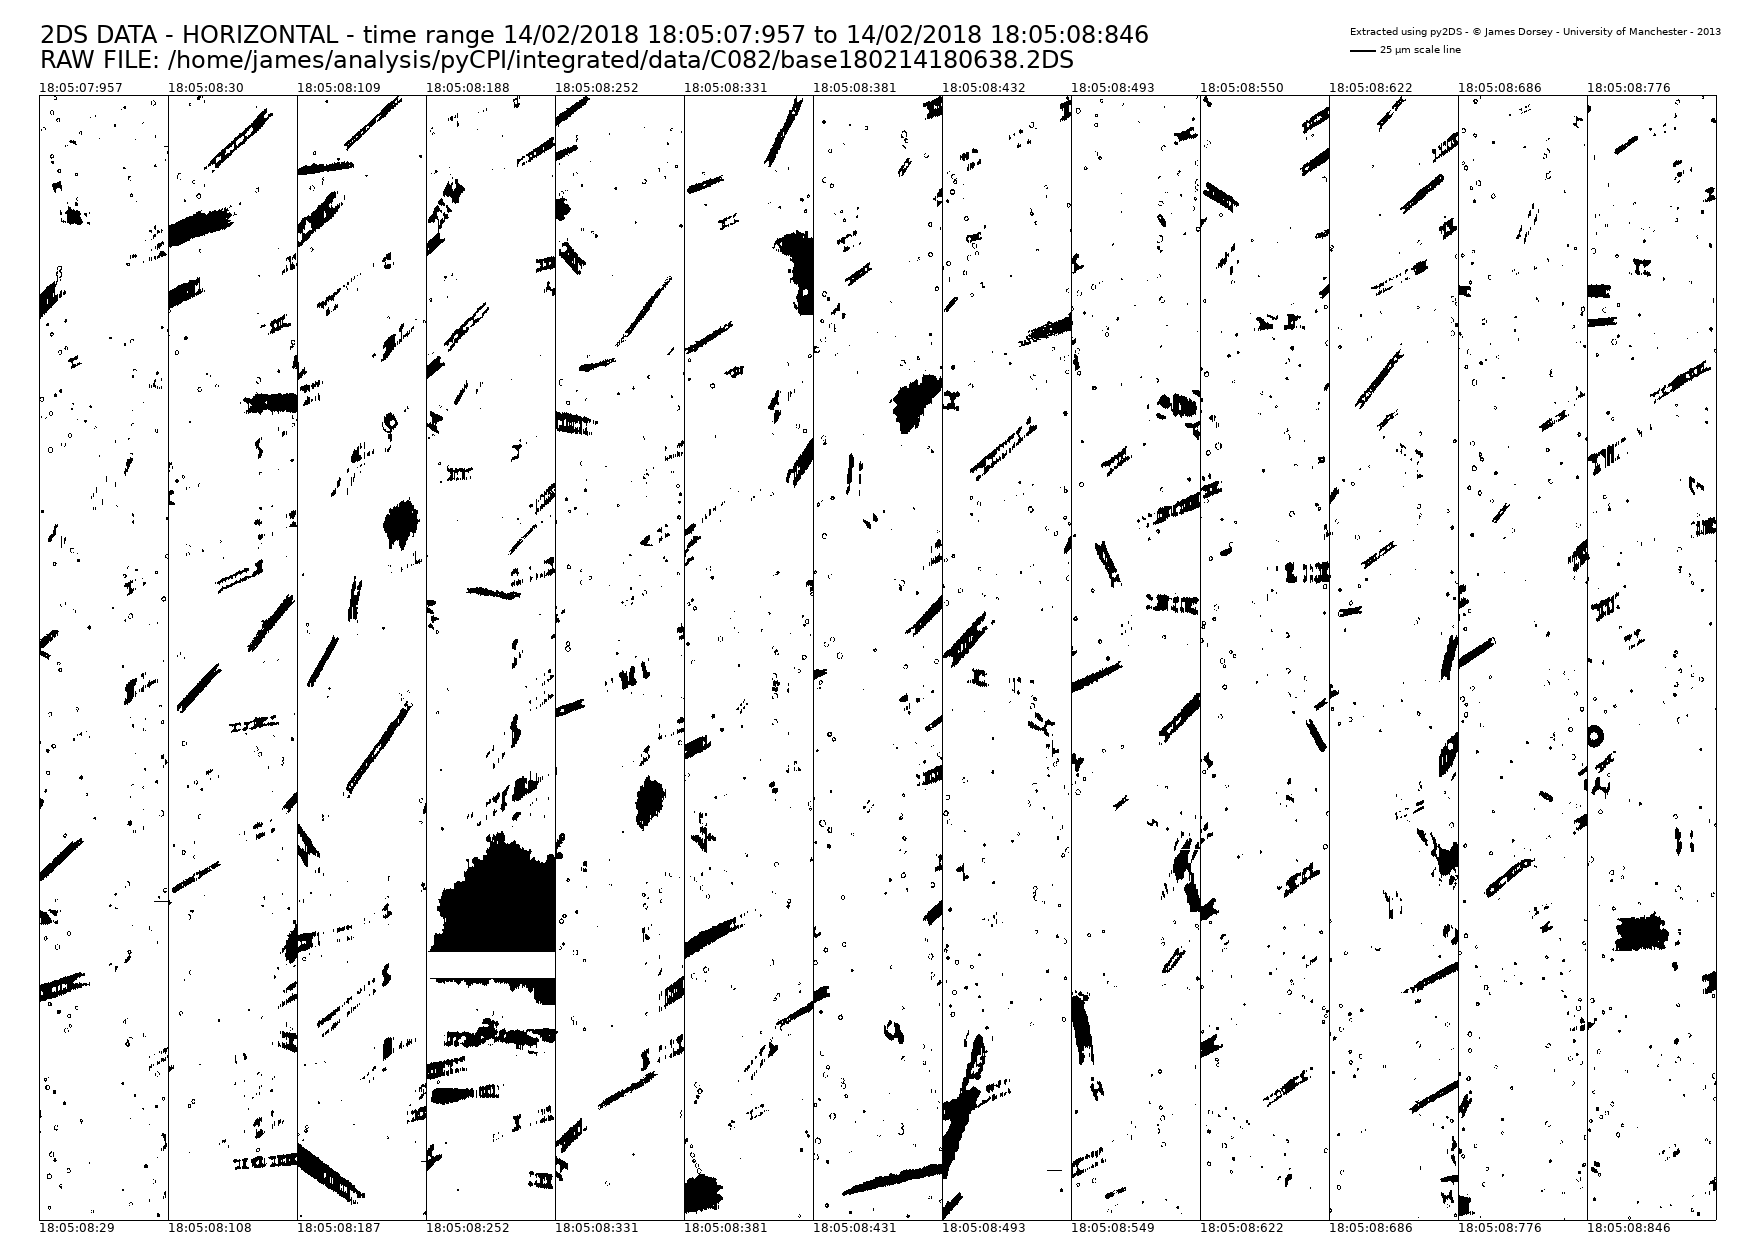 2DS DATA - HORIZONTAL - time range 14/02/2018 18:05:07:957 to 14/02/2018 18:05:08:846
RAW FILE: /home/james/analysis/pyCPI/integrated/data/C082/base180214180638.2DS
Extracted using py2DS - © James Dorsey - University of Manchester - 2013
25 µm scale line
18:05:07:957 18:05:08:30 18:05:08:109 18:05:08:188 18:05:08:252 18:05:08:331 18:05:08:381 18:05:08:432 18:05:08:493 18:05:08:550 18:05:08:622 18:05:08:686 18:05:08:776
18:05:08:29 18:05:08:108 18:05:08:187 18:05:08:252 18:05:08:331 18:05:08:381 18:05:08:431 18:05:08:493 18:05:08:549 18:05:08:622 18:05:08:686 18:05:08:776 18:05:08:846